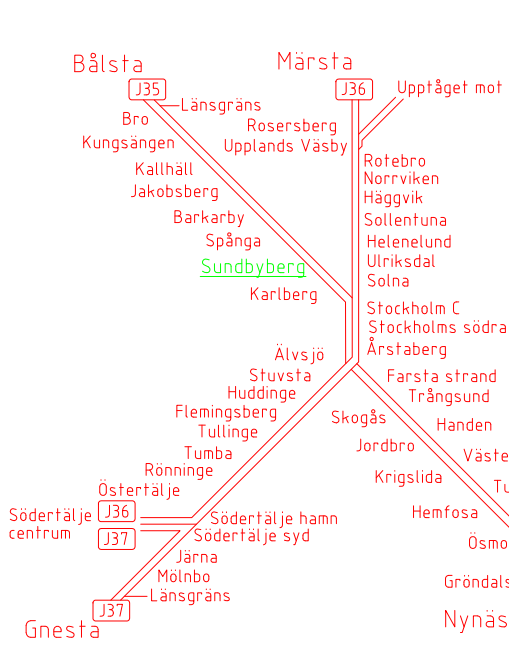 Bålsta
Märsta
J35
J36
Upptåget mot
Länsgräns
Bro
Rosersberg
Kungsängen
Upplands Väsby
Rotebro
Kallhäll
Norrviken
Jakobsberg
Häggvik
Barkarby
Sollentuna
Spånga
Helenelund
Ulriksdal
Sundbyberg
Solna
Karlberg
Stockholm C
Stockholms södra
Årstaberg
Älvsjö
Stuvsta
Farsta strand
Huddinge
Trångsund
Flemingsberg
Skogås
Handen
Tullinge
Jordbro
Tumba
Väste
Rönninge
Krigslida
Östertälje
Tu
J36
Södertälje
centrum
Hemfosa
Södertälje hamn
J37
Södertälje syd
Ösmo
Järna
Mölnbo
Gröndals
Länsgräns
J37
Nynäs
Gnesta